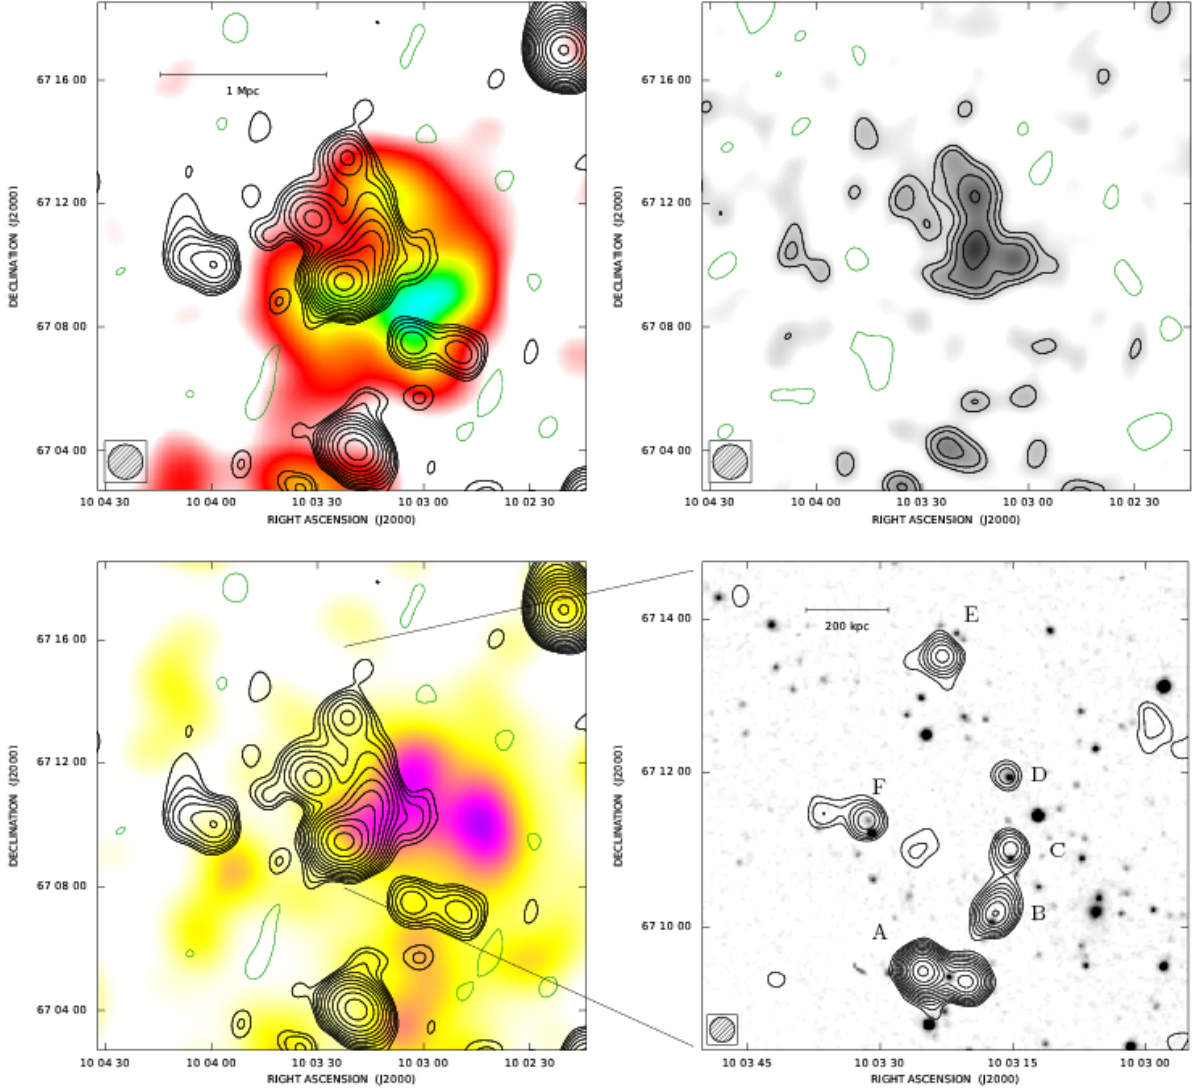 67 16 00
1 Mpc
67 12 00
DECLINATION (J2000)
67 08 00
67 04 00
10 04 30 10 04 00 10 03 30 10 03 00 10 02 30
RIGHT ASCENSION (J2000)
67 16 00
67 12 00
DECLINATION (J2000)
67 08 00
67 04 00
10 04 30 10 04 00 10 03 30 10 03 00 10 02 30
RIGHT ASCENSION (J2000)
67 16 00
67 12 00
DECLINATION (J2000)
67 08 00
67 04 00
10 04 30 10 04 00 10 03 30 10 03 00 10 02 30
RIGHT ASCENSION (J2000)
67 14 00
200 kpc
E
67 12 00
D
F
C
DECLINATION (J2000)
B
67 10 00
A
10 03 45 10 03 30 10 03 15 10 03 00
RIGHT ASCENSION (J2000)